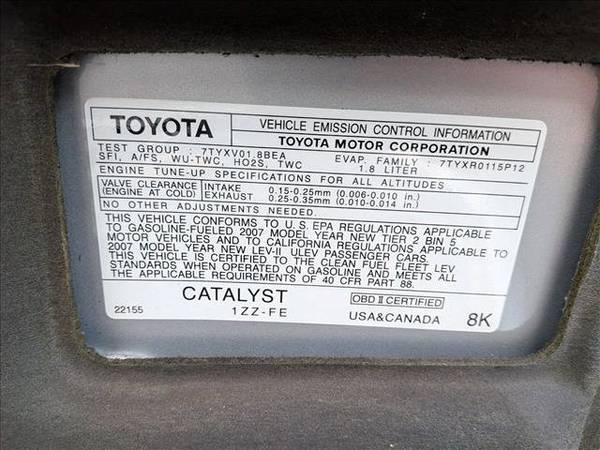 TOYOTA
VEHICLE EMISSION CONTROL INFORMATION
TOYOTA MOTOR CORPORATION
TEST GROUP : 7TYXV01.8BEA EVAP. FAMILY : 7TYXR0115P12
SFI, A/FS, WU-TWC, HO2S, TWC 1.8 LITER
ENGINE TUNE-UP SPECIFICATIONS FOR ALL ALTITUDES
VALVE CLEARANCE INTAKE 0.15-0.25mm (0.006-0.010 in.)
(ENGINE AT COLD) EXHAUST 0.25-0.35mm (0.010-0.014 in.)
NO OTHER ADJUSTMENTS NEEDED.
THIS VEHICLE CONFORMS TO U.S.EPA REGULATIONS APPLICABLE
TO GASOLINE-FUELED 2007 MODEL YEAR NEW TIER 2 BIN 5
MOTOR VEHICLES AND TO CALIFORNIA REGULATIONS APPLICABLE TO
2007 MODEL YEAR NEW LEV-II ULEV PASSENGER CARS.
THIS VEHICLE IS CERTIFIED TO THE CLEAN FUEL FLEET LEV
STANDARDS WHEN OPERATED ON GASOLINE AND MEETS ALL
THE APPLICABLE REQUIREMENTS OF 40 CFR PART 88.
CATALYST OBD II CERTIFIED
22155 1ZZ-FE USA&CANADA 8K